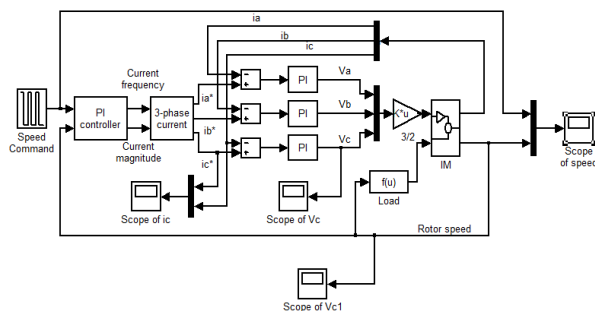 ia
ib
ic
Speed
Command
PI
controller
Current
frequency
Current
magnitude
3-phase
current
ia*
ib*
ic*
-
+
-
+
-
+
PI
PI
PI
Va
Vb
Vc
K*u
3/2
IM
f(u)
Load
Scope
of speed
Scope of ic
Scope of Vc
Rotor speed
Scope of Vc1